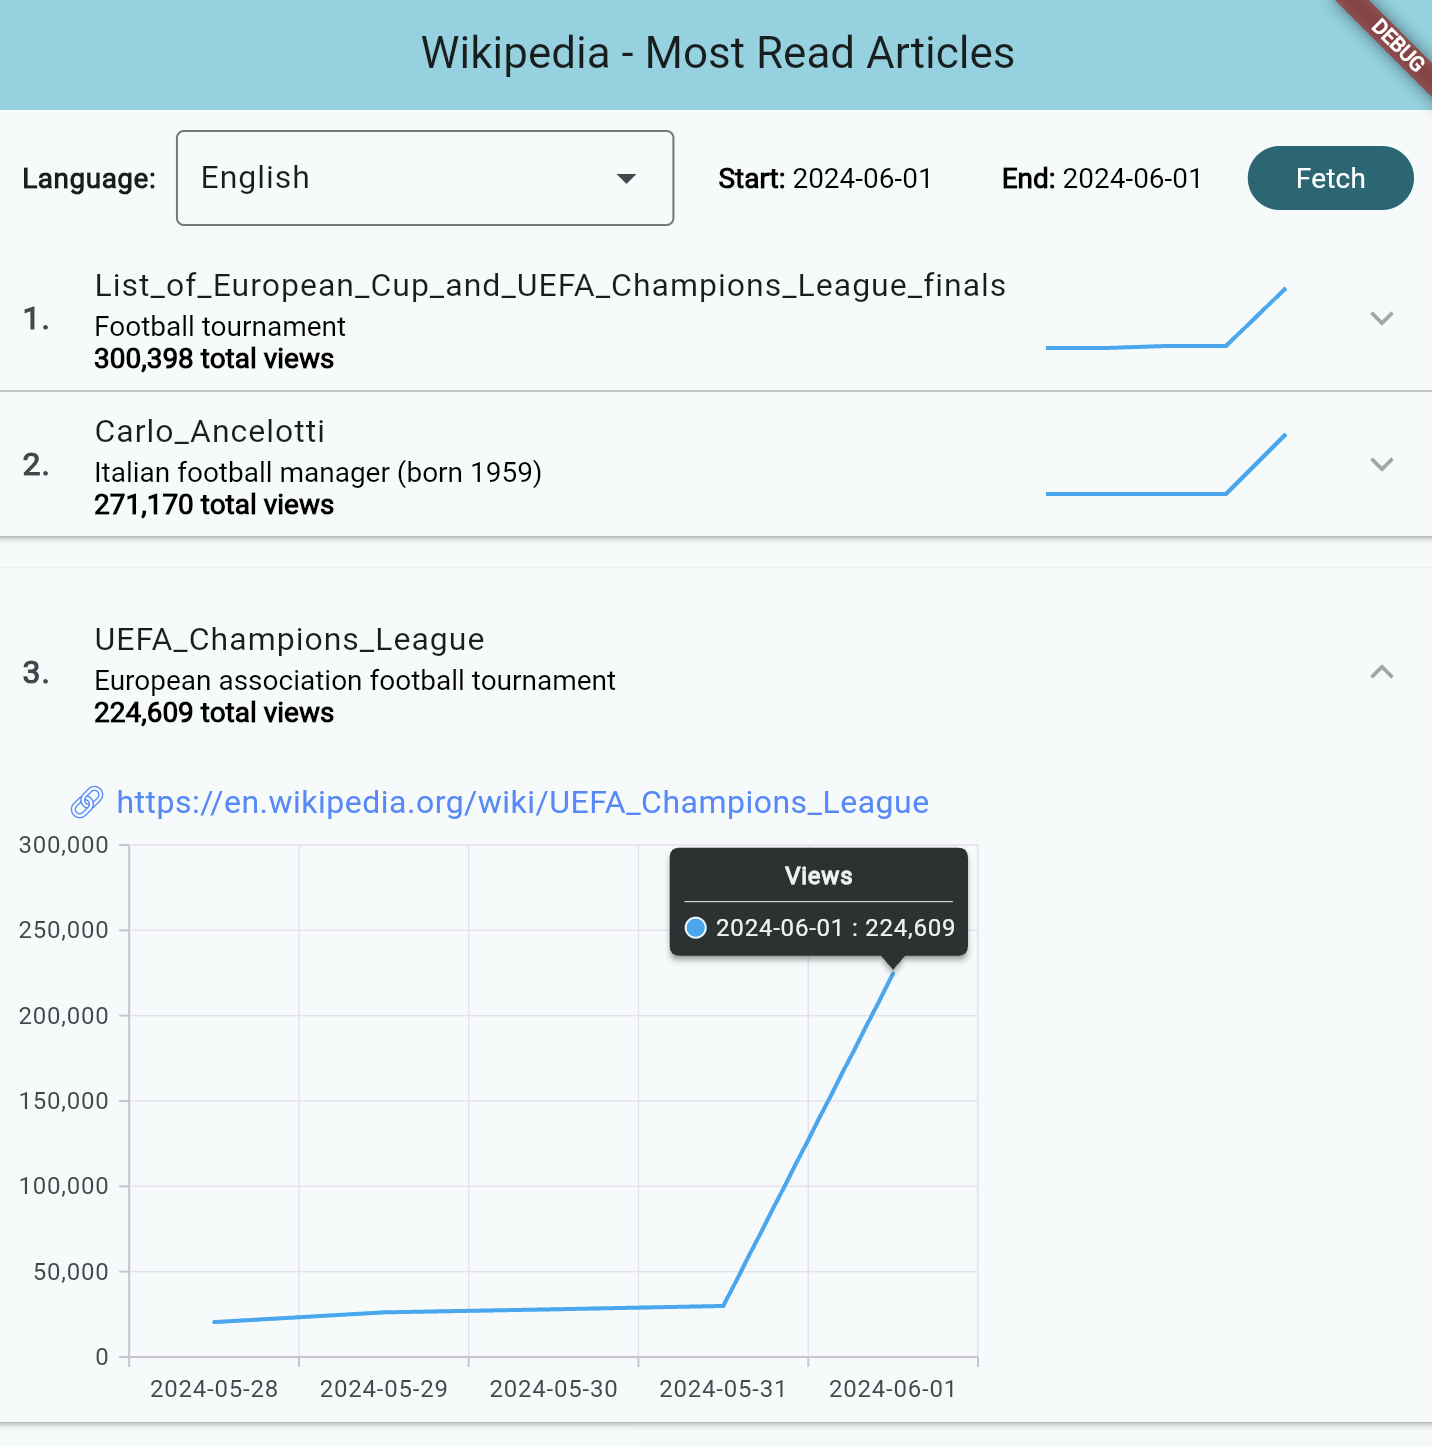 Wikipedia - Most Read Articles
DEBUG
Language: English Start: 2024-06-01 End: 2024-06-01 Fetch
List_of_European_Cup_and_UEFA_Champions_League_finals
1.
Football tournament
300,398 total views
Carlo_Ancelotti
2.
Italian football manager (born 1959)
271,170 total views
UEFA_Champions_League
3.
European association football tournament
224,609 total views
https://en.wikipedia.org/wiki/UEFA_Champions_League
300,000
Views
250,000
2024-06-01 : 224,609
200,000
150,000
100,000
50,000
0
2024-05-28 2024-05-29 2024-05-30 2024-05-31 2024-06-01